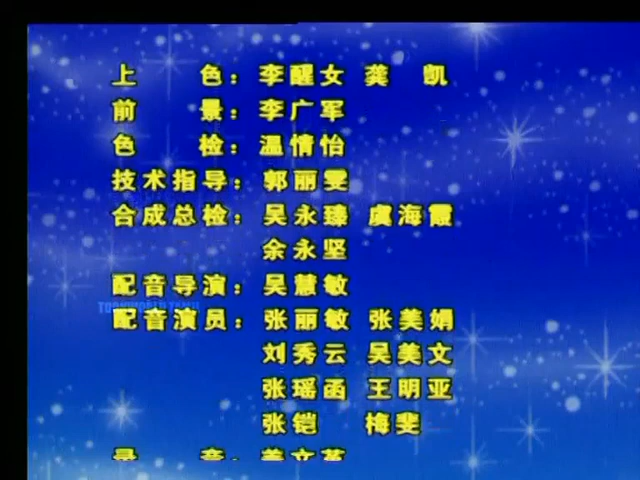 上 色：李醒女 龚 凯
前 景：李广军
色 检：温情怡
技术指导：郭丽雯
合成总检：吴永臻 虞海霞
余永坚
配音导演：吴慧敏
配音演员：张丽敏 张美娟
刘秀云 吴美文
张瑶函 王明亚
张铠 梅斐